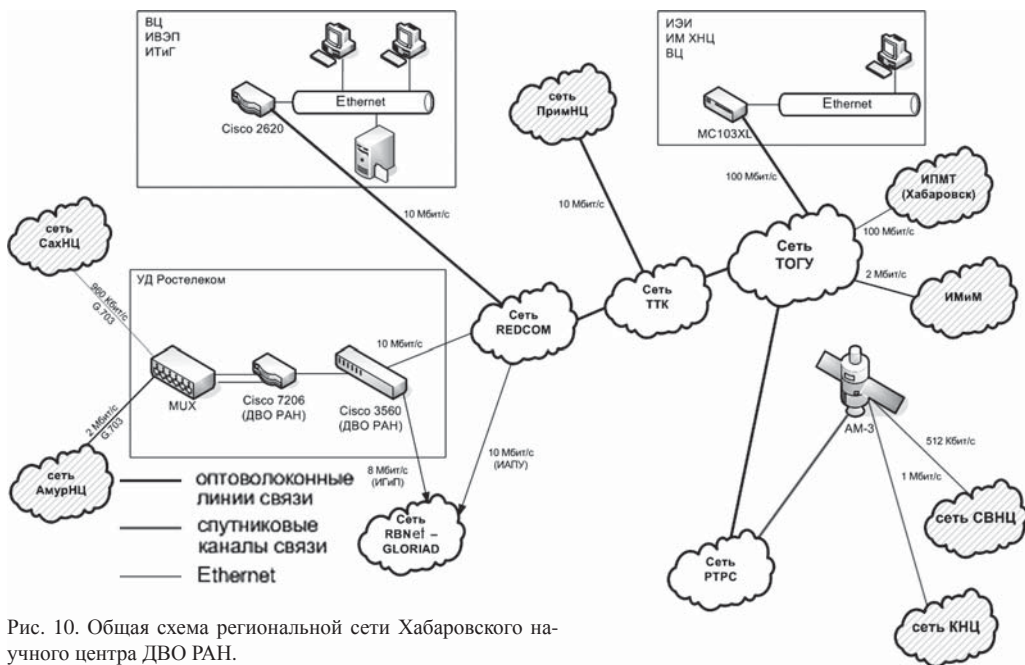 ВЦ
ИВЭП
ИТиГ
Ethernet
Cisco 2620
10 Мбит/с
сеть
ПримНЦ
10 Мбит/с
ИЭИ
ИМ ХНЦ
ВЦ
Ethernet
MC103XL
100 Мбит/с
ИПМТ
(Хабаровск)
100 Мбит/с
Сеть
ТОГУ
2 Мбит/с
ИМиМ
Сеть
ТТК
Сеть
REDCOM
сеть
СахНЦ
960 Кбит/с
G.703
УД Ростелеком
MUX
Cisco 7206
(ДВО РАН)
Cisco 3560
(ДВО РАН)
10 Мбит/с
2 Мбит/с
G.703
сеть
АмурНЦ
8 Мбит/с
(ИГиП)
10 Мбит/с
(ИАПУ)
Сеть
RBNet –
GLORIAD
АМ-3
512 Кбит/с
1 Мбит/с
сеть СВНЦ
Сеть
РТРС
сеть КНЦ
оптоволоконные
линии связи
спутниковые
каналы связи
Ethernet
Рис. 10. Общая схема региональной сети Хабаровского на-
учного центра ДВО РАН.